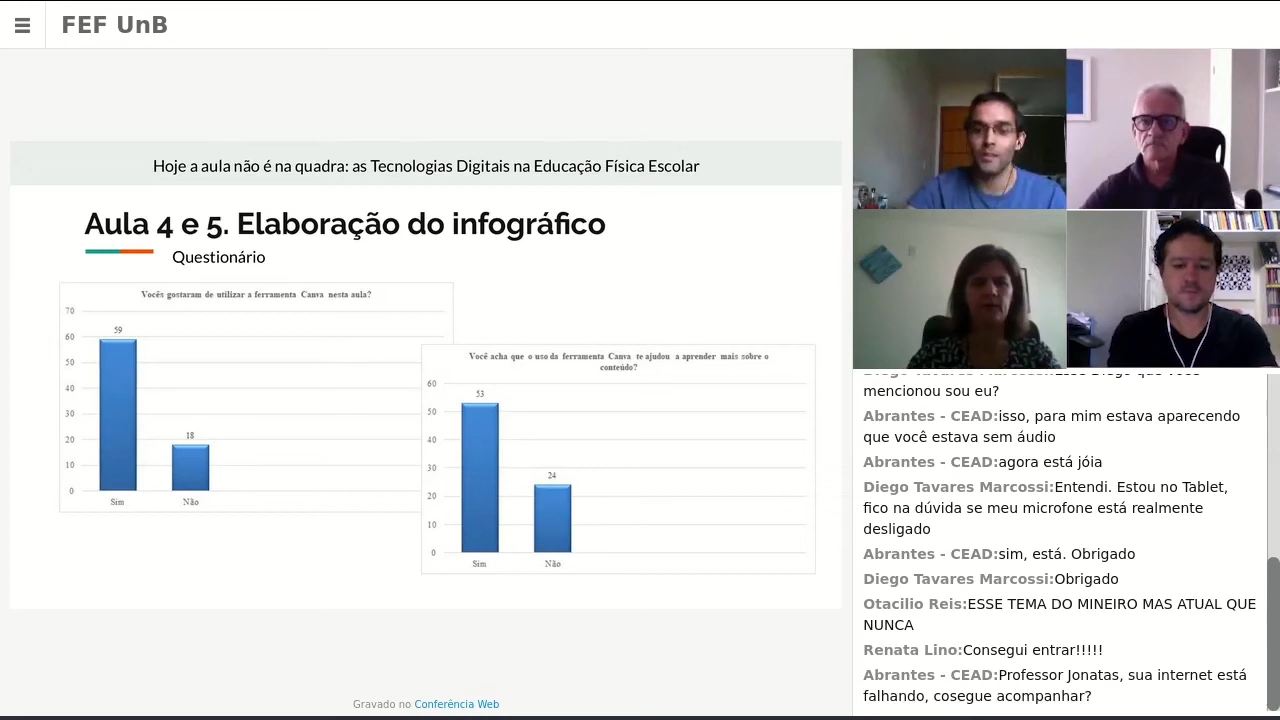 FEF UnB
Hoje a aula não é na quadra: as Tecnologias Digitais na Educação Física Escolar
Aula 4 e 5. Elaboração do infográfico
Questionário
Vocês gostaram de utilizar a ferramenta Canva nesta aula?
70
60
50
40
30
20
10
0
59
18
Sim
Não
Você acha que o uso da ferramenta Canva te ajudou a aprender mais sobre o
conteúdo?
60
50
40
30
20
10
0
53
24
Sim
Não
Gravado no Conferência Web
mencionou sou eu?
Abrantes - CEAD:isso, para mim estava aparecendo
que você estava sem áudio
Abrantes - CEAD:agora está jóia
Diego Tavares Marcossi:Entendi. Estou no Tablet,
fico na dúvida se meu microfone está realmente
desligado
Abrantes - CEAD:sim, está. Obrigado
Diego Tavares Marcossi:Obrigado
Otacilio Reis:ESSE TEMA DO MINEIRO MAS ATUAL QUE
NUNCA
Renata Lino:Consegui entrar!!!!!
Abrantes - CEAD:Professor Jonatas, sua internet está
falhando, cosegue acompanhar?